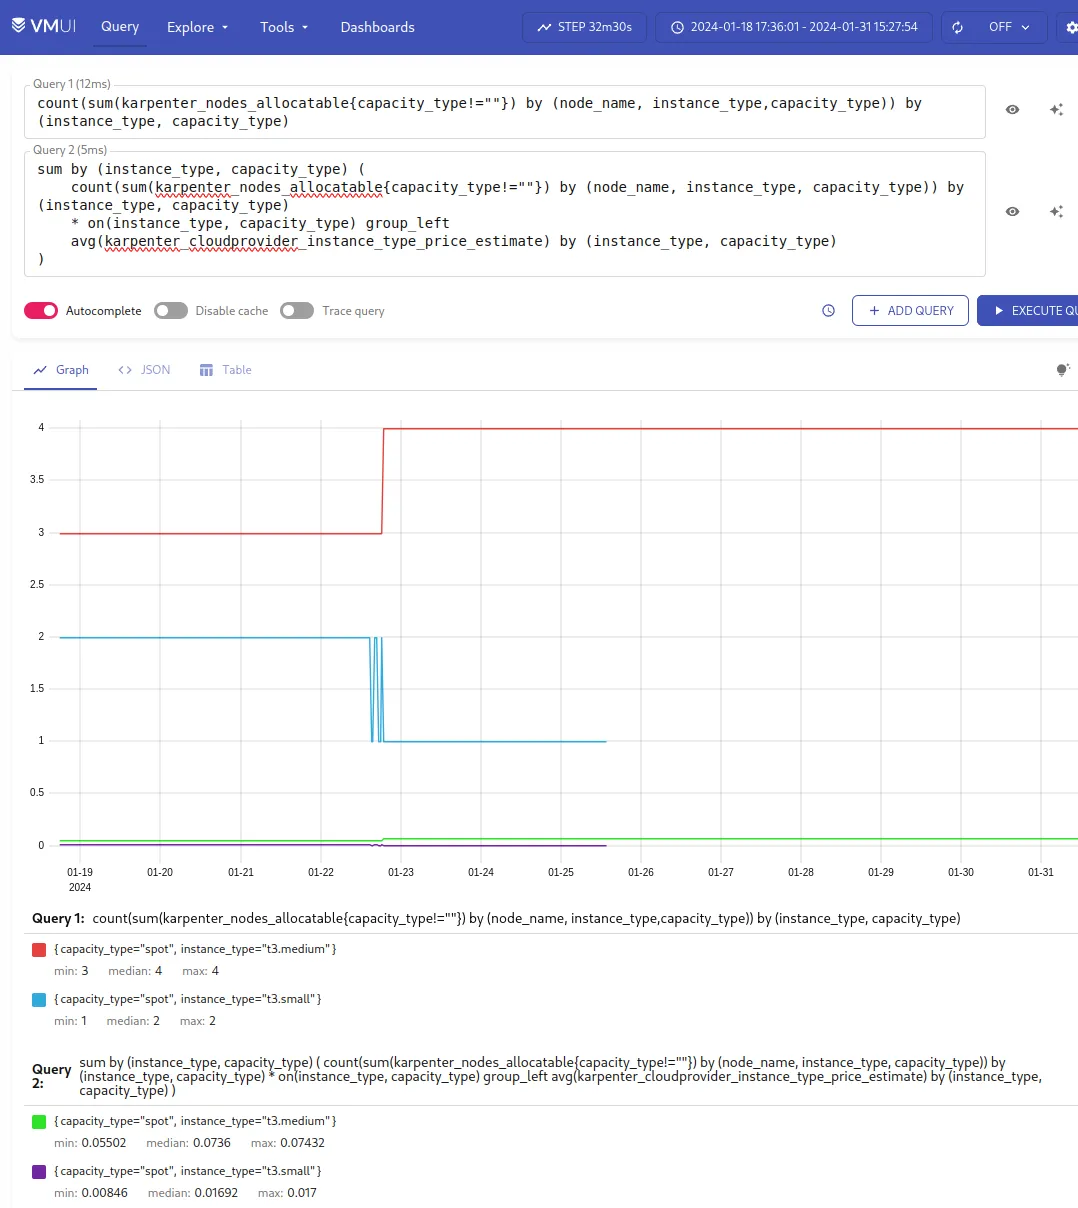 VMUI Query Explore Tools Dashboards STEP 32m30s 2024-01-18 17:36:01 - 2024-01-31 15:27:54 OFF
Query 1 (12ms)
count(sum(karpenter_nodes_allocatable{capacity_type!=""}) by (node_name, instance_type,capacity_type)) by
(instance_type, capacity_type)
Query 2 (5ms)
sum by (instance_type, capacity_type) (
count(sum(karpenter_nodes_allocatable{capacity_type!=""}) by (node_name, instance_type, capacity_type)) by
(instance_type, capacity_type)
* on(instance_type, capacity_type) group_left
avg(karpenter_cloudprovider_instance_type_price_estimate) by (instance_type, capacity_type)
)
Autocomplete Disable cache Trace query ADD QUERY EXECUTE QU
Graph JSON Table
4
3.5
3
2.5
2
1.5
1
0.5
0
01-19 01-20 01-21 01-22 01-23 01-24 01-25 01-26 01-27 01-28 01-29 01-30 01-31
2024
Query 1: count(sum(karpenter_nodes_allocatable{capacity_type!=""}) by (node_name, instance_type,capacity_type)) by (instance_type, capacity_type)
{capacity_type="spot", instance_type="t3.medium"}
min: 3 median: 4 max: 4
{capacity_type="spot", instance_type="t3.small"}
min: 1 median: 2 max: 2
Query 2: sum by (instance_type, capacity_type) ( count(sum(karpenter_nodes_allocatable{capacity_type!=""}) by (node_name, instance_type, capacity_type)) by
(instance_type, capacity_type) * on(instance_type, capacity_type) group_left avg(karpenter_cloudprovider_instance_type_price_estimate) by (instance_type,
capacity_type) )
{capacity_type="spot", instance_type="t3.medium"}
min: 0.05502 median: 0.0736 max: 0.07432
{capacity_type="spot", instance_type="t3.small"}
min: 0.00846 median: 0.01692 max: 0.017